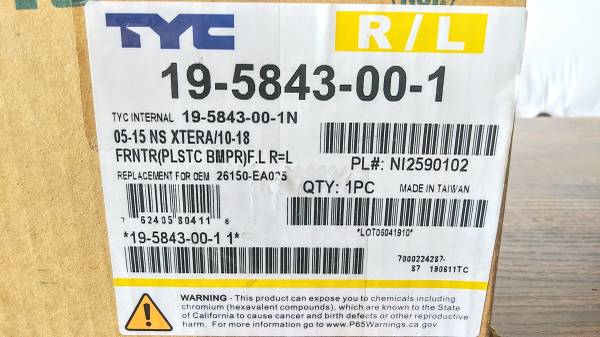 TYC R/L
19-5843-00-1
TYC INTERNAL 19-5843-00-1N
05-15 NS XTERA/10-18
FRNTR(PLSTC BMPR)F.L R=L
PL#: NI2590102
REPLACEMENT FOR OEM 26150-EA025
QTY: 1PC MADE IN TAIWAN
7 62405 80411 6
*LOT06041910*
*19-5843-00-1 1*
7000224287-
87 190611TC
WARNING - This product can expose you to chemicals including
chromium (hexavalent compounds), which are known to the State
of California to cause cancer and birth defects or other reproductive
harm. For more information go to www.P65Warnings.ca.gov